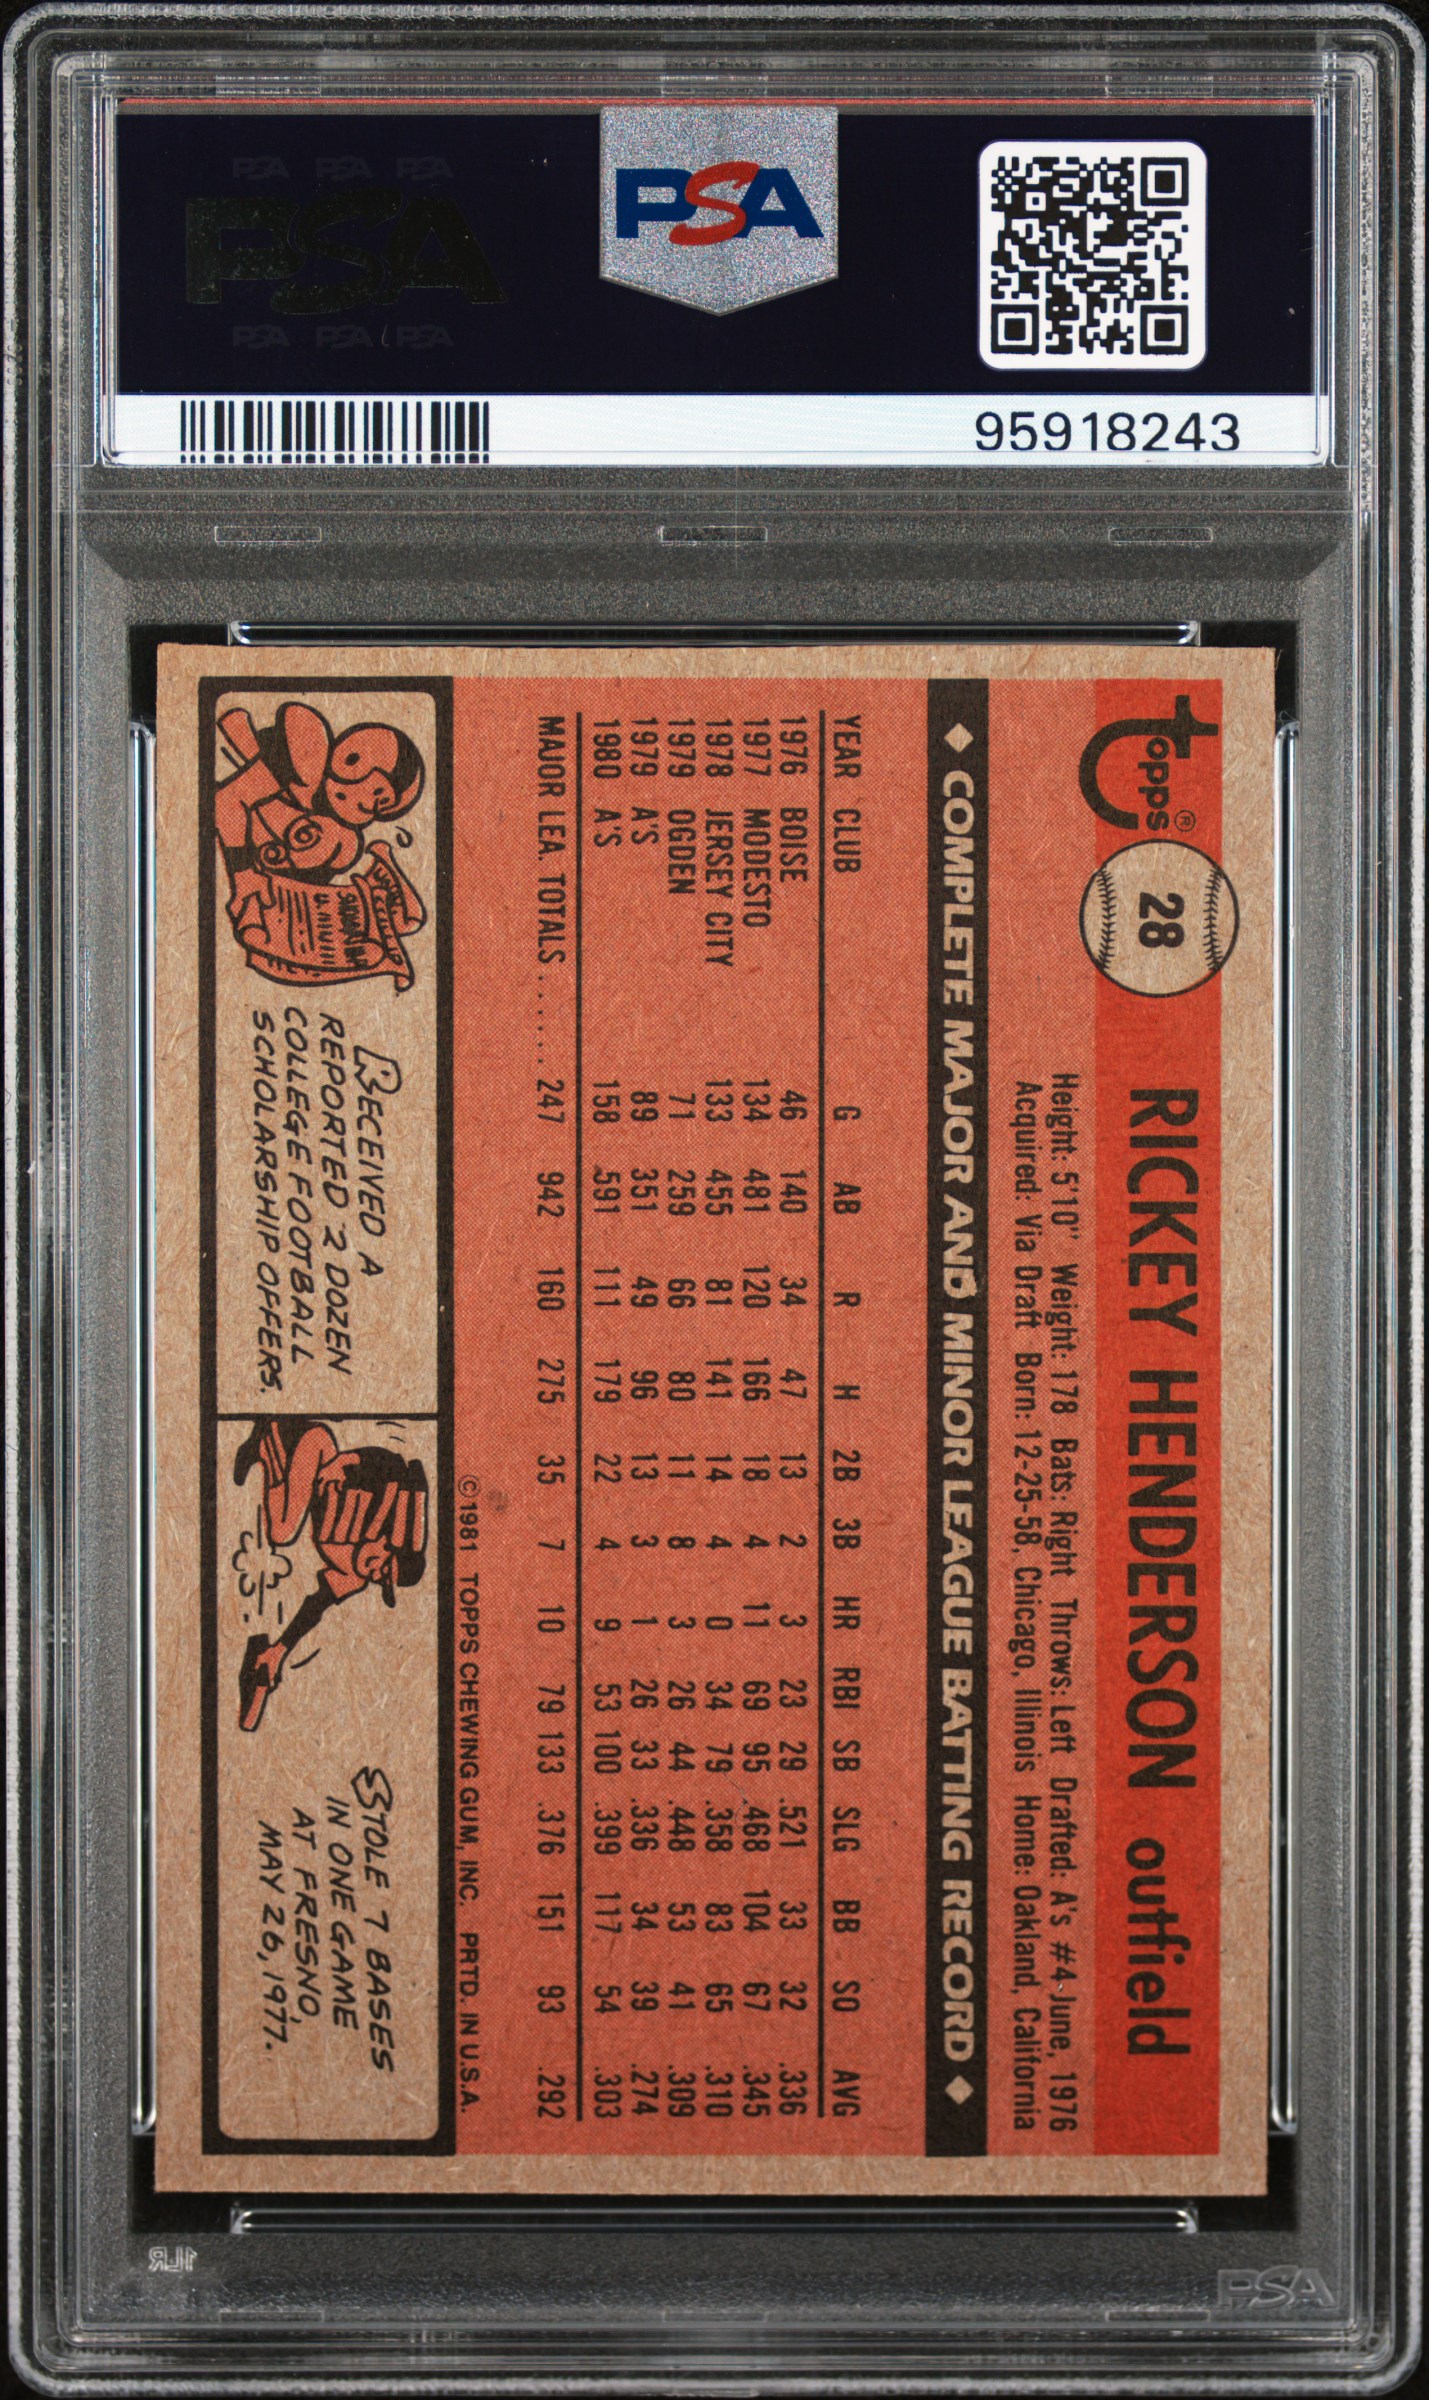 PSA PSA PSA
PSA
PSA PSA PSA
PSA
95918243
topps®
28
RICKEY HENDERSON outfield
Height: 5'10" Weight: 178 Bats: Right Throws: Left Drafted: A's #4-June, 1976
Acquired: Via Draft Born: 12-25-58, Chicago, Illinois Home: Oakland, California
◆ COMPLETE MAJOR AND MINOR LEAGUE BATTING RECORD ◆
YEAR CLUB G AB R H 2B 3B HR RBI SB SLG BB SO AVG
1976 BOISE 46 140 34 47 13 2 3 23 29 .521 33 32 .336
1977 MODESTO 134 481 120 166 18 4 11 69 95 .468 104 67 .345
1978 JERSEY CITY 133 455 81 141 14 4 0 34 79 .358 83 65 .310
1979 OGDEN 71 259 66 80 11 8 3 26 44 .448 53 41 .309
1979 A'S 89 351 49 96 13 3 1 26 33 .336 34 39 .274
1980 A'S 158 591 111 179 22 4 9 53 100 .399 117 54 .303
MAJOR LEA. TOTALS ...... 247 942 160 275 35 7 10 79 133 .376 151 93 .292
©1981 TOPPS CHEWING GUM, INC. PRTD. IN U.S.A.
RECEIVED A
REPORTED 2 DOZEN
COLLEGE FOOTBALL
SCHOLARSHIP OFFERS.
STOLE 7 BASES
IN ONE GAME
AT FRESNO,
MAY 26, 1977.
1LR
PSA